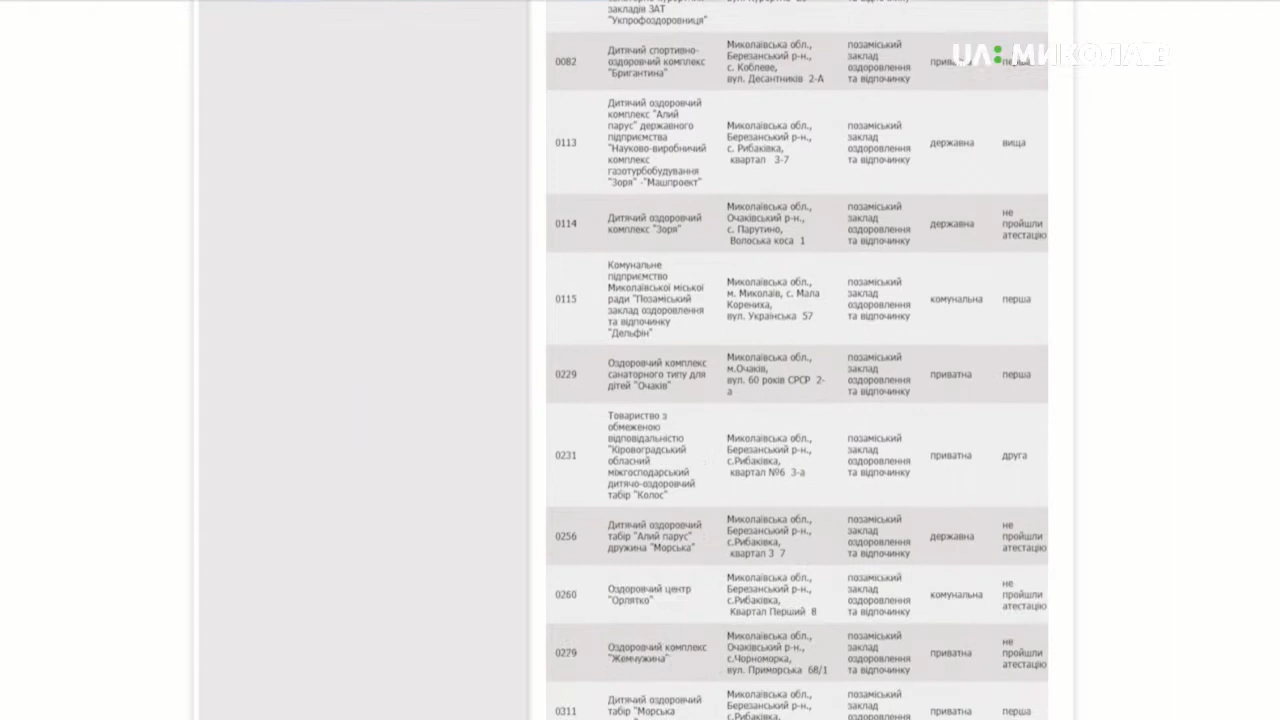 закладів ЗАТ
"Укпрофоздоровниця"
UA: МИКОЛАЇВ
0082
Дитячий спортивно-
оздоровчий комплекс
"Бригантина"
Миколаївська обл.,
Березанський р-н.,
с. Коблеве,
вул. Десантників 2-А
позаміський
заклад
оздоровлення
та відпочинку
0113
Дитячий оздоровчий
комплекс "Алий
парус" державного
підприємства
"Науково-виробничий
комплекс
газотурбобудування
"Зоря" -"Машпроект"
Миколаївська обл.,
Березанський р-н.,
с. Рибаківка,
квартал 3-7
позаміський
заклад
оздоровлення
та відпочинку
державна
вища
0114
Дитячий оздоровчий
комплекс "Зоря"
Миколаївська обл.,
Очаківський р-н.,
с. Парутино,
Волоська коса 1
позаміський
заклад
оздоровлення
та відпочинку
державна
не
пройшли
атестацію
0115
Комунальне
підприємство
Миколаївської міської
ради "Позаміський
заклад оздоровлення
та відпочинку
"Дельфін"
Миколаївська обл.,
м. Миколаїв, с. Мала
Корениха,
вул. Українська 57
позаміський
заклад
оздоровлення
та відпочинку
комунальна
перша
0229
Оздоровчий комплекс
санаторного типу для
дітей "Очаків"
Миколаївська обл.,
м.Очаків,
вул. 60 років СРСР 2-
а
позаміський
заклад
оздоровлення
та відпочинку
приватна
перша
0231
Товариство з
обмеженою
відповідальністю
"Кіровоградський
обласний
міжгосподарський
дитячо-оздоровчий
табір "Колос"
Миколаївська обл.,
Березанський р-н.,
с.Рибаківка,
квартал №6 3-а
позаміський
заклад
оздоровлення
та відпочинку
приватна
друга
0256
Дитячий оздоровчий
табір "Алий парус"
дружина "Морська"
Миколаївська обл.,
Березанський р-н.,
с.Рибаківка,
квартал 3 7
позаміський
заклад
оздоровлення
та відпочинку
державна
не
пройшли
атестацію
0260
Оздоровчий центр
"Орлятко"
Миколаївська обл.,
Березанський р-н.,
с.Рибаківка,
Квартал Перший 8
позаміський
заклад
оздоровлення
та відпочинку
комунальна
не
пройшли
атестацію
0279
Оздоровчий комплекс
"Жемчужина"
Миколаївська обл.,
Очаківський р-н.,
с.Чорноморка,
вул. Приморська 68/1
позаміський
заклад
оздоровлення
та відпочинку
приватна
не
пройшли
атестацію
0311
Дитячий оздоровчий
табір "Морська
Миколаївська обл.,
Березанський р-н.,
с.Рибаківка,
позаміський
заклад
оздоровлення
приватна
перша